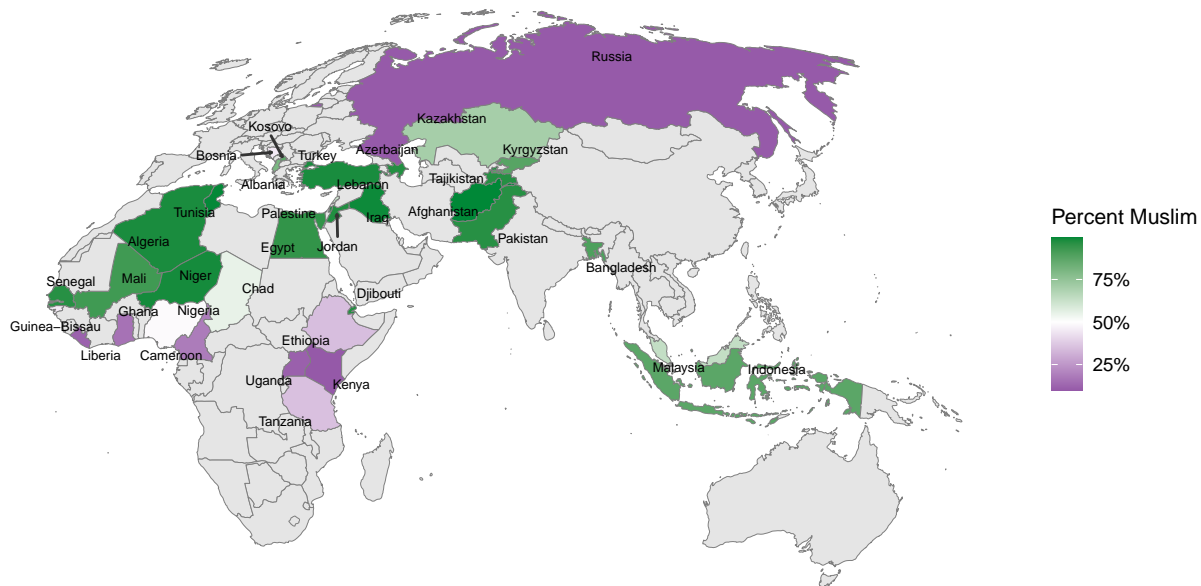 Russia
Kazakhstan
Kosovo
Bosnia
Turkey
Azerbaijan
Kyrgyzstan
Albania
Lebanon
Tajikistan
Tunisia
Palestine
Iraq
Afghanistan
Algeria
Egypt
Jordan
Pakistan
Mali
Niger
Senegal
Chad
Bangladesh
Djibouti
Ghana
Nigeria
Guinea−Bissau
Liberia
Cameroon
Ethiopia
Uganda
Kenya
Tanzania
Malaysia
Indonesia
Percent Muslim
75%
50%
25%